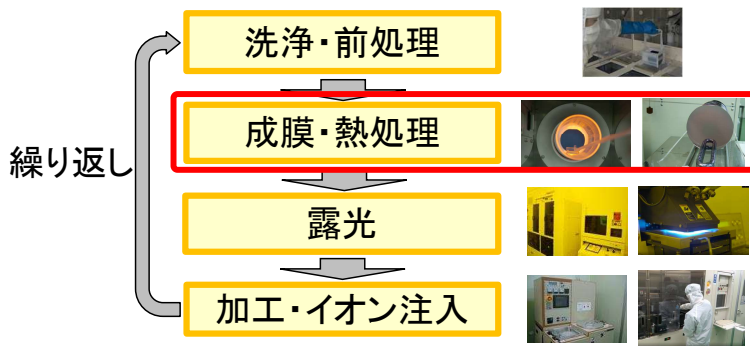 洗浄・前処理
成膜・熱処理
繰り返し
露光
加工・イオン注入